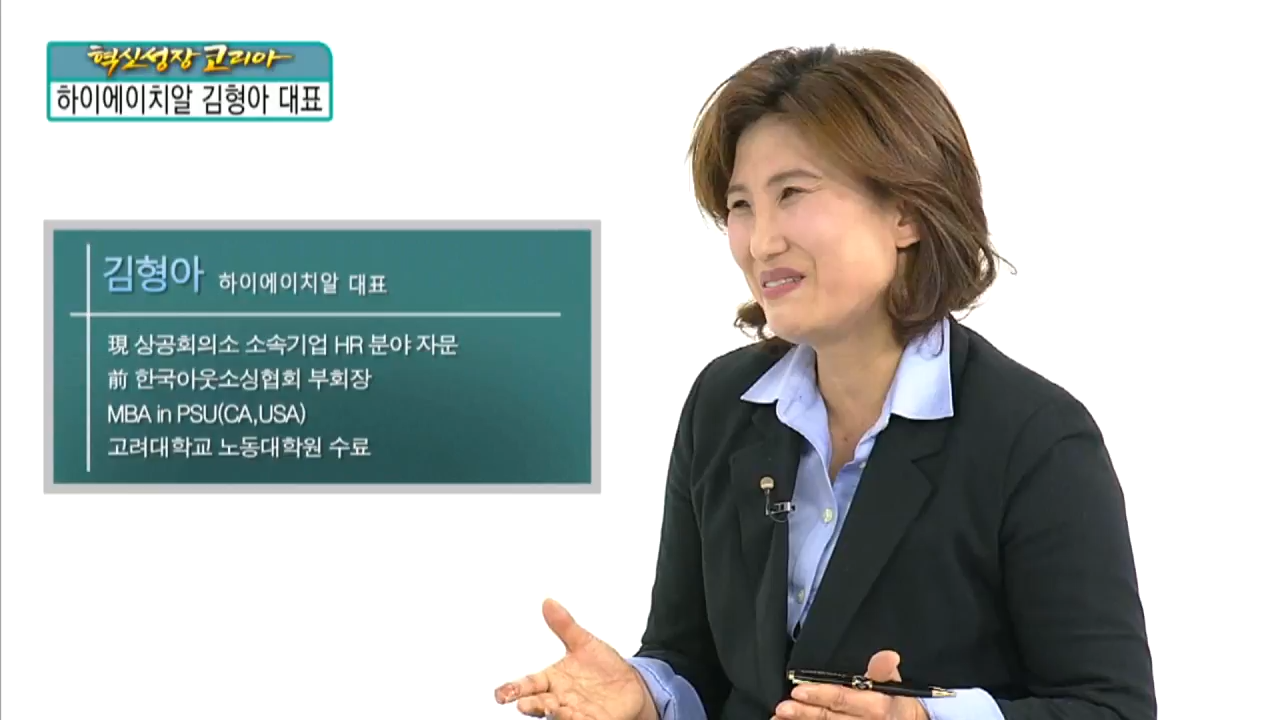 혁신성장 코리아
하이에이치알 김형아 대표
김형아 하이에이치알 대표
現 상공회의소 소속기업 HR 분야 자문
前 한국아웃소싱협회 부회장
MBA in PSU(CA,USA)
고려대학교 노동대학원 수료